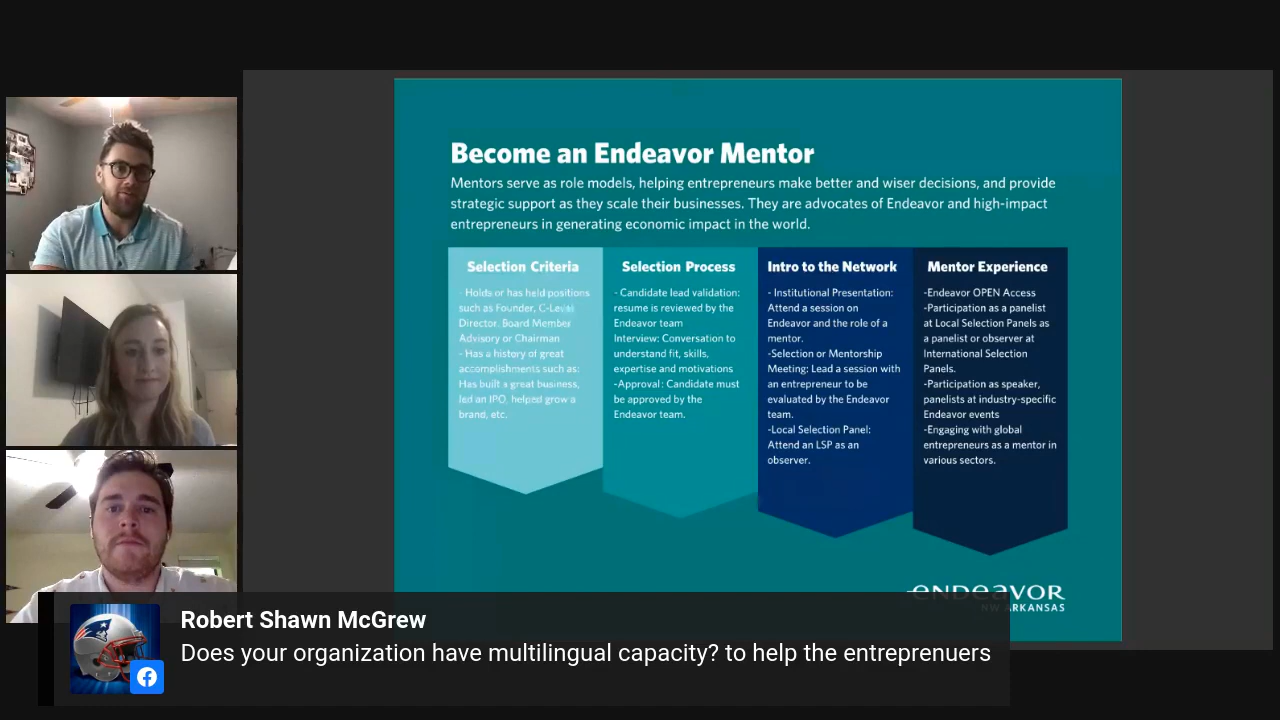 Become an Endeavor Mentor
Mentors serve as role models, helping entrepreneurs make better and wiser decisions, and provide
strategic support as they scale their businesses. They are advocates of Endeavor and high-impact
entrepreneurs in generating economic impact in the world.
Selection Criteria
- Holds or has held positions
such as Founder, C-Level
Director, Board Member
Advisory or Chairman
- Has a history of great
accomplishments such as:
Has built a great business,
led an IPO, helped grow a
brand, etc.
Selection Process
- Candidate lead validation:
resume is reviewed by the
Endeavor team
Interview: Conversation to
understand fit, skills,
expertise and motivations
-Approval: Candidate must
be approved by the
Endeavor team.
Intro to the Network
- Institutional Presentation:
Attend a session on
Endeavor and the role of a
mentor.
-Selection or Mentorship
Meeting: Lead a session with
an entrepreneur to be
evaluated by the Endeavor
team.
-Local Selection Panel:
Attend an LSP as an
observer.
Mentor Experience
-Endeavor OPEN Access
-Participation as a panelist
at Local Selection Panels as
a panelist or observer at
International Selection
Panels.
-Participation as speaker,
panelists at industry-specific
Endeavor events
-Engaging with global
entrepreneurs as a mentor in
various sectors.
enDeavor
NW ARKANSAS
Robert Shawn McGrew
Does your organization have multilingual capacity? to help the entreprenuers